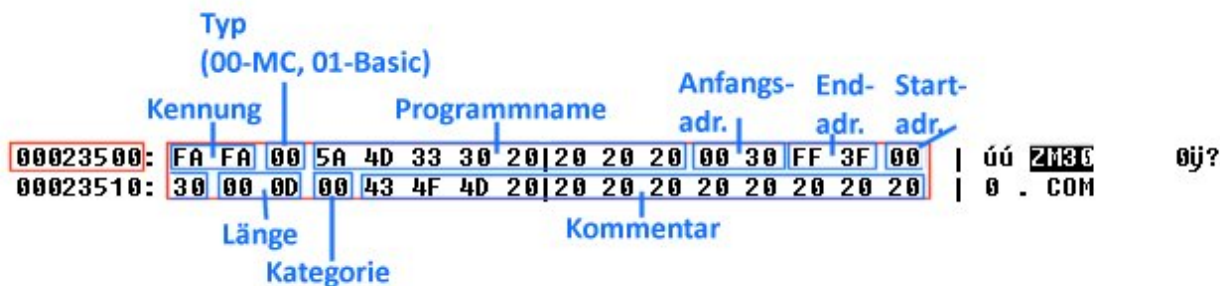 Typ
(00-MC, 01-Basic)
Kennung
Programmname
Anfangs-
adr.
End-
adr.
Start-
adr.
00023500: FA FA 00 5A 4D 33 30 20|20 20 20 00 30 FF 3F 00 | úú ZM30 0ÿ?
00023510: 30 00 0D 00 43 4F 4D 20|20 20 20 20 20 20 20 20 | 0 . COM
Länge
Kategorie
Kommentar